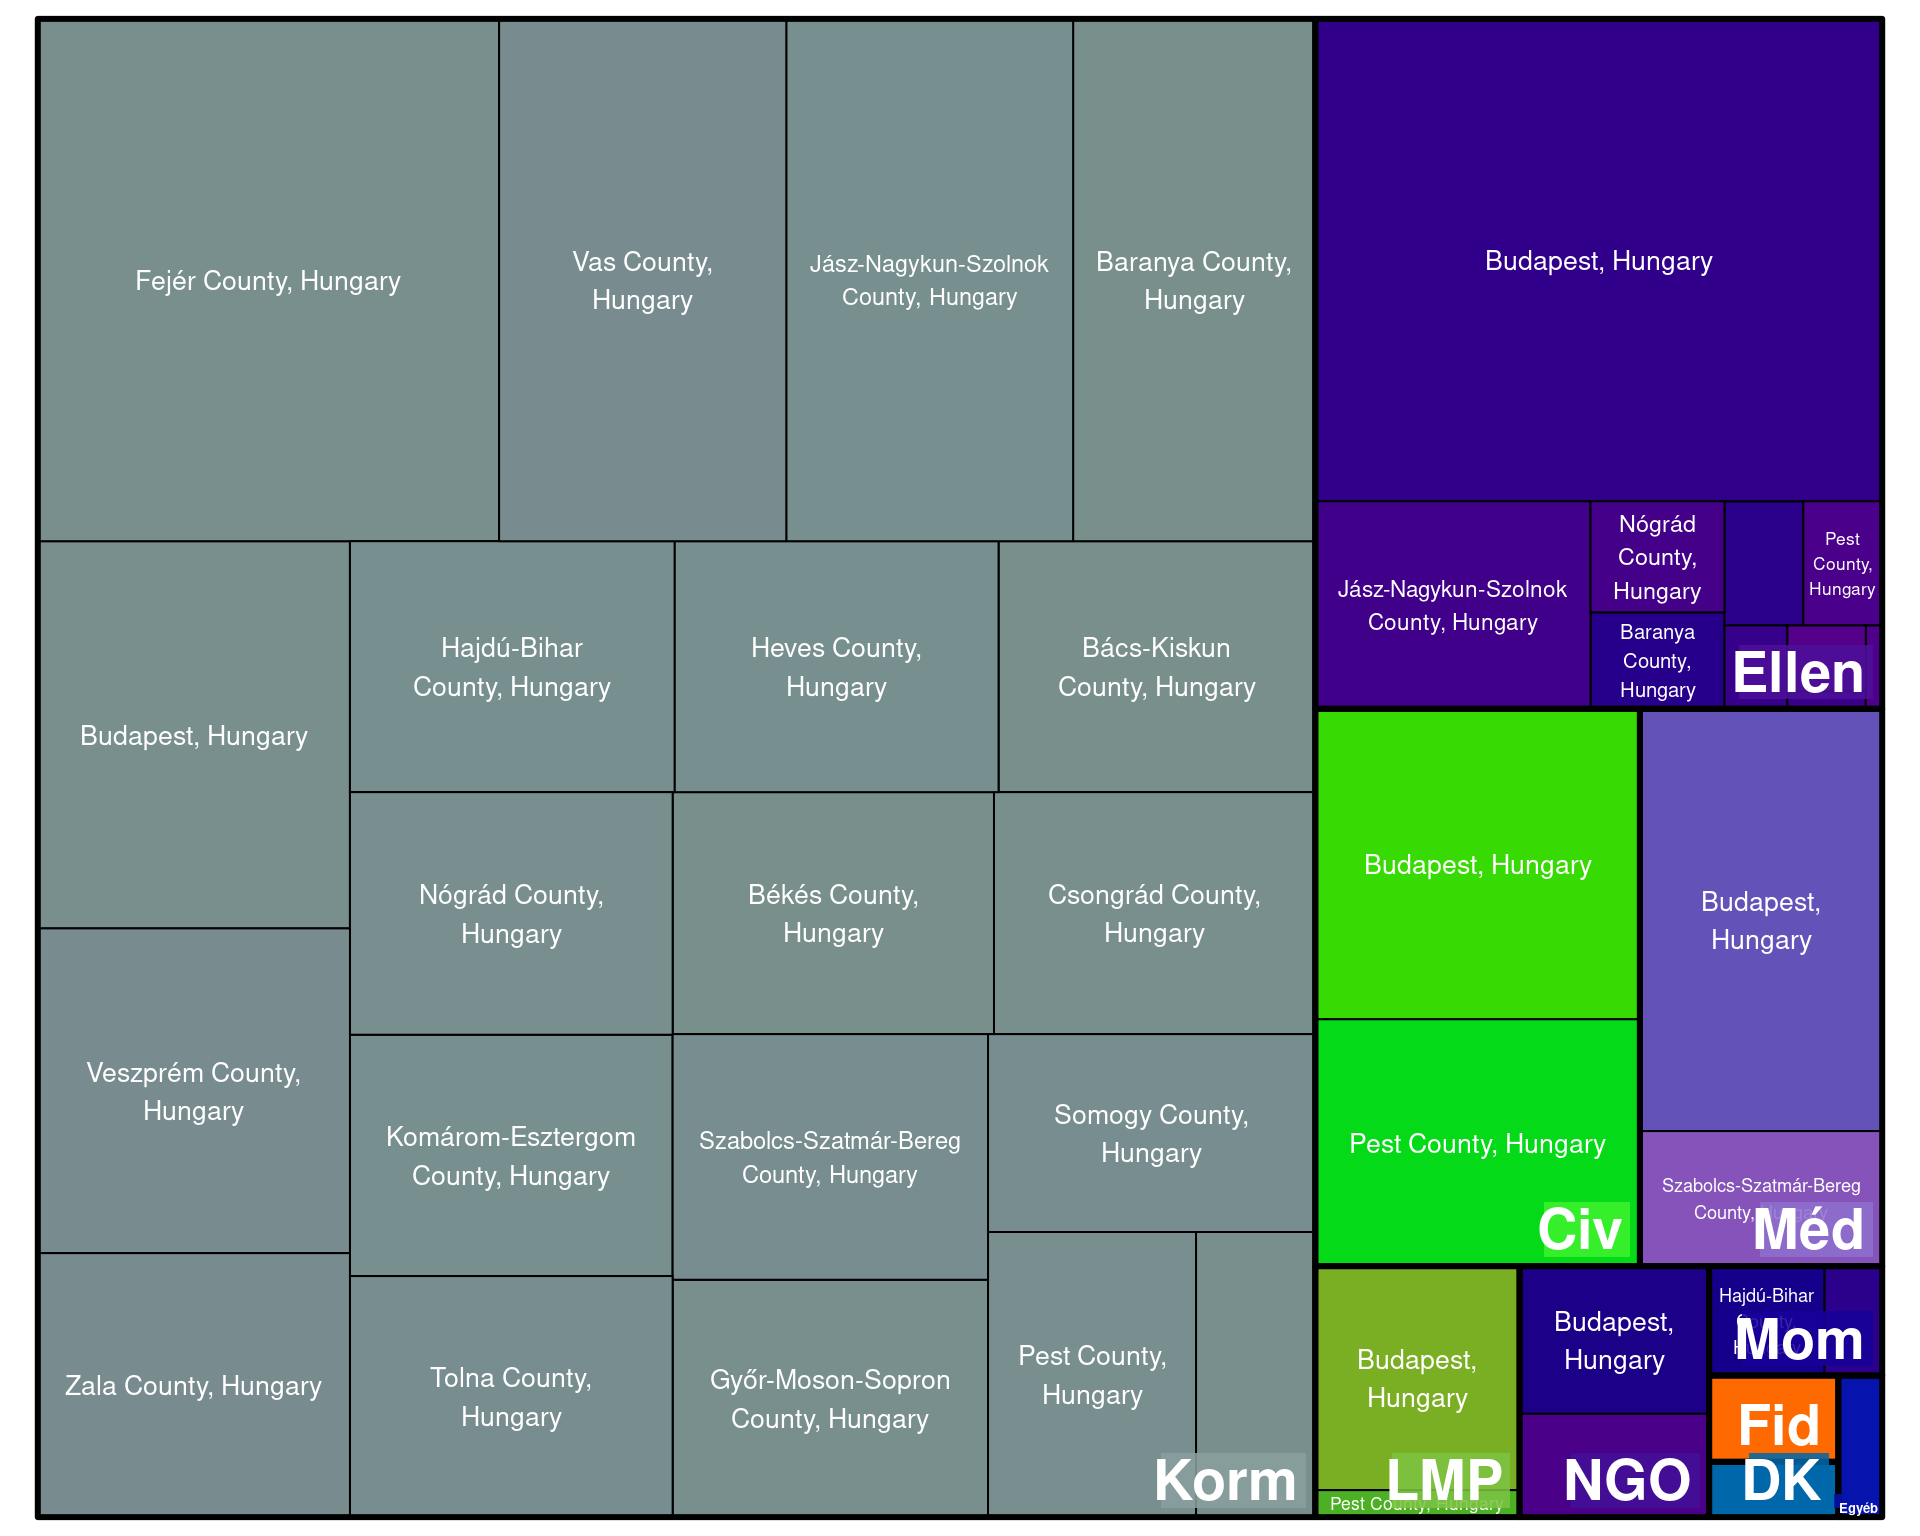 Fejér County, Hungary
Vas County,
Hungary
Jász-Nagykun-Szolnok
County, Hungary
Baranya County,
Hungary
Budapest, Hungary
Hajdú-Bihar
County, Hungary
Heves County,
Hungary
Bács-Kiskun
County, Hungary
Nógrád County,
Hungary
Békés County,
Hungary
Csongrád County,
Hungary
Veszprém County,
Hungary
Komárom-Esztergom
County, Hungary
Szabolcs-Szatmár-Bereg
County, Hungary
Somogy County,
Hungary
Zala County, Hungary
Tolna County,
Hungary
Győr-Moson-Sopron
County, Hungary
Pest County,
Hungary
Korm
Budapest, Hungary
Jász-Nagykun-Szolnok
County, Hungary
Nógrád
County,
Hungary
Baranya
County,
Hungary
Pest
County,
Hungary
Ellen
Budapest, Hungary
Pest County, Hungary
Civ
Budapest,
Hungary
Szabolcs-Szatmár-Bereg
County,
Méd
Budapest,
Hungary
Pest County, Hungary
LMP
Budapest,
Hungary
NGO
Hajdú-Bihar
Mom
Fid
DK
Egyéb